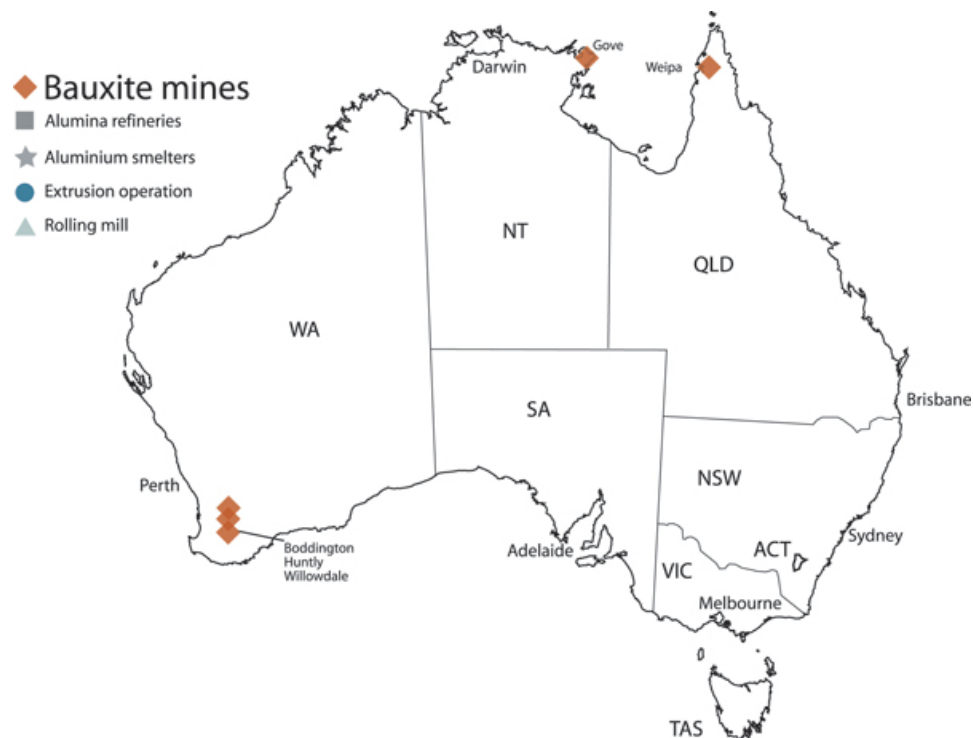 Bauxite mines
Alumina refineries
Aluminium smelters
Extrusion operation
Rolling mill
Gove
Darwin
Weipa
NT
QLD
WA
SA
Brisbane
NSW
Perth
Sydney
Boddington
Huntly
Willowdale
Adelaide
ACT
VIC
Melbourne
TAS